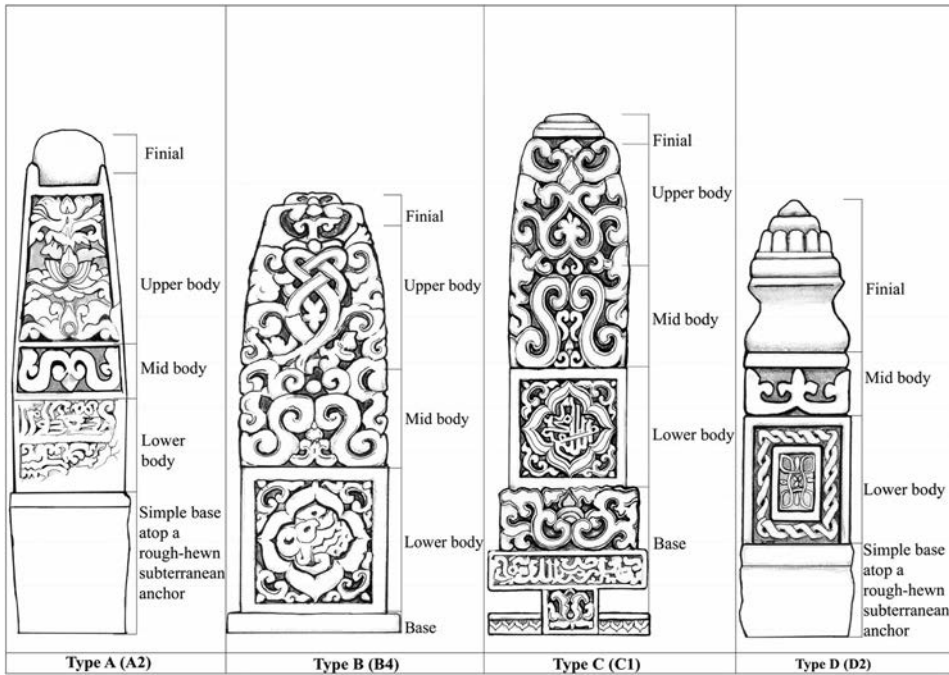 Finial
Upper body
Mid body
Lower
body
Simple base
atop a
rough-hewn
subterranean
anchor
Type A (A2)
Finial
Upper body
Mid body
Lower body
Base
Type B (B4)
Finial
Upper body
Mid body
Lower body
Base
Type C (C1)
Finial
Mid body
Lower body
Simple base
atop a
rough-hewn
subterranean
anchor
Type D (D2)